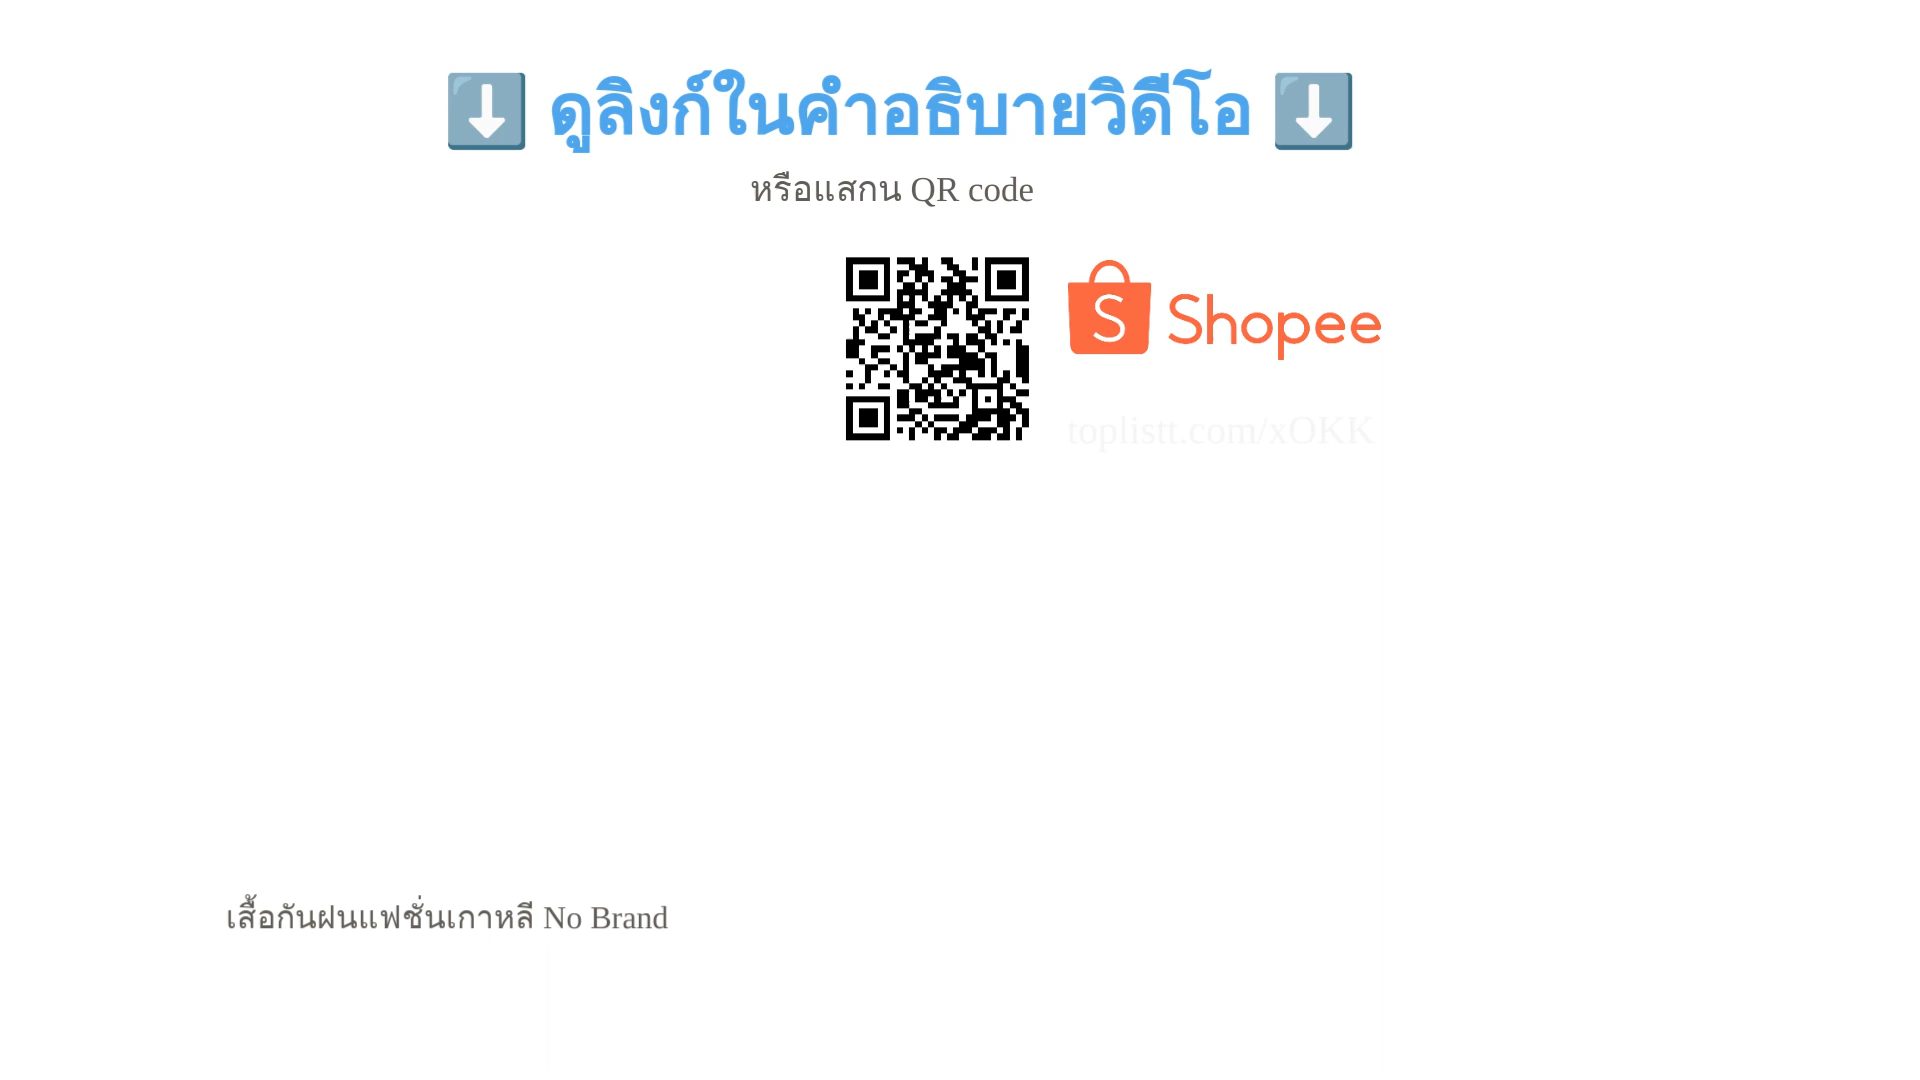 ⬇️ ดูลิงก์ในคำอธิบายวิดีโอ ⬇️
หรือแสกน QR code
Shopee
toplistt.com/xOKK
เสื้อกันฝนแฟชั่นเกาหลี No Brand